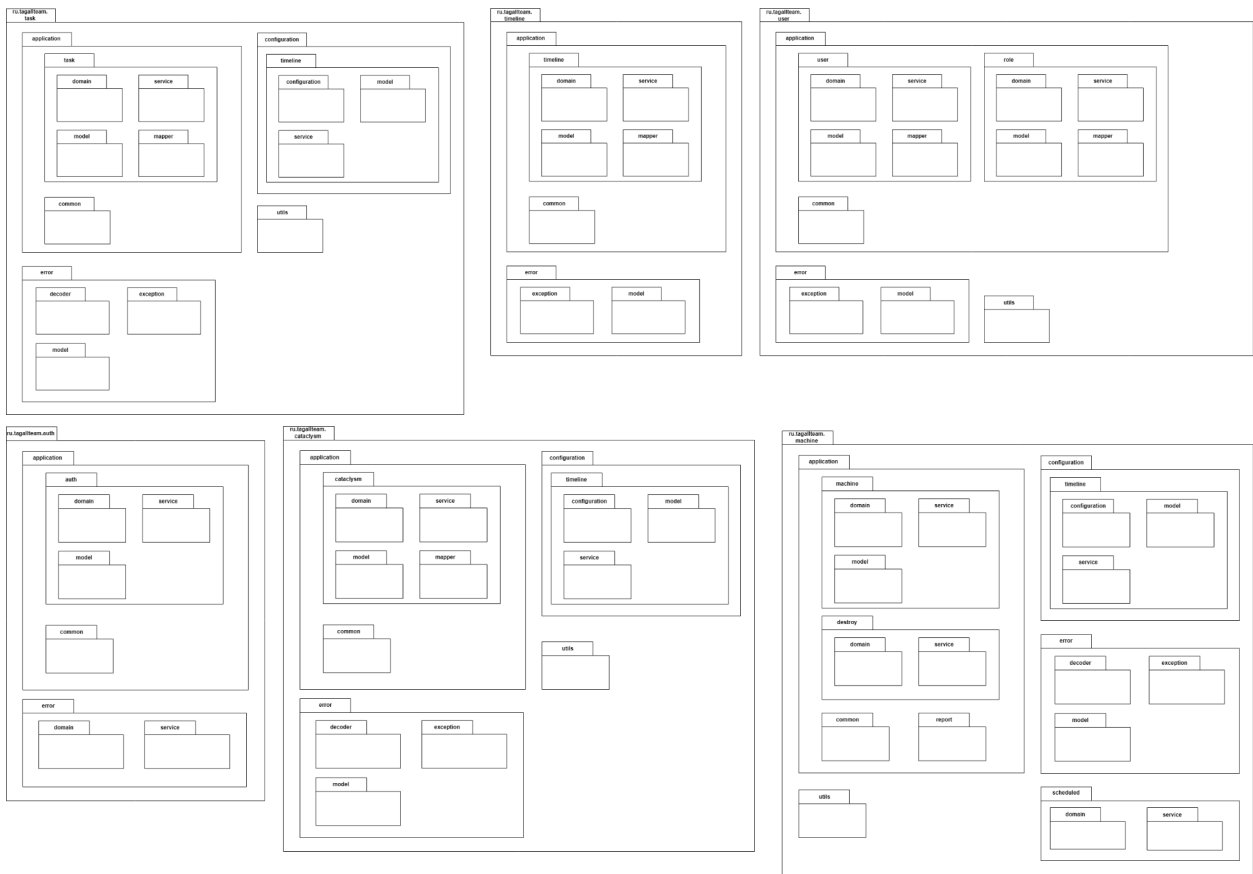 ru.tagallteam.
task
application
task
domain
service
model
mapper
common
configuration
timeline
configuration
model
service
utils
error
decoder
exception
model
ru.tagallteam.
timeline
application
timeline
domain
service
model
mapper
common
error
exception
model
ru.tagallteam.
user
application
user
domain
service
model
mapper
role
domain
service
model
mapper
common
error
exception
model
utils
ru.tagallteam.auth
application
auth
domain
service
model
common
error
domain
service
ru.tagallteam.
cataclysm
application
cataclysm
domain
service
model
mapper
common
configuration
timeline
configuration
model
service
utils
error
decoder
exception
model
ru.tagallteam.
machine
application
machine
domain
service
model
destroy
domain
service
common
report
configuration
timeline
configuration
model
service
error
decoder
exception
model
utils
scheduled
domain
service